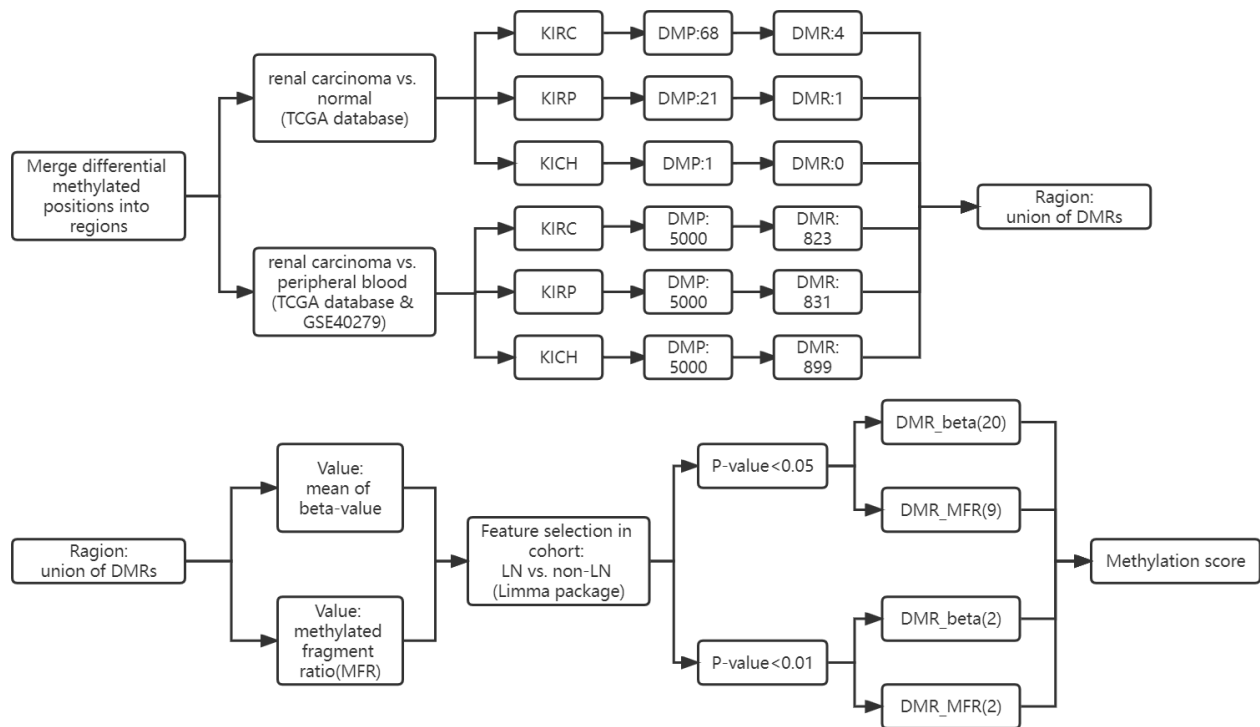 Merge differential
methylated
positions into
regions
renal carcinoma vs.
normal
(TCGA database)
renal carcinoma vs.
peripheral blood
(TCGA database &
GSE40279)
KIRC
DMP:68
DMR:4
KIRP
DMP:21
DMR:1
KICH
DMP:1
DMR:0
KIRC
DMP:
5000
DMR:
823
KIRP
DMP:
5000
DMR:
831
KICH
DMP:
5000
DMR:
899
Ragion:
union of DMRs
Ragion:
union of DMRs
Value:
mean of
beta-value
Value:
methylated
fragment
ratio(MFR)
Feature selection in
cohort:
LN vs. non-LN
(Limma package)
P-value<0.05
P-value<0.01
DMR_beta(20)
DMR_MFR(9)
DMR_beta(2)
DMR_MFR(2)
Methylation score